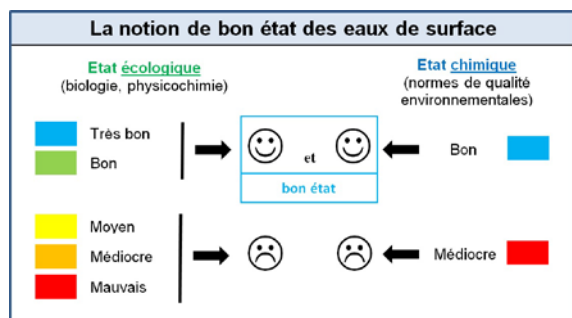 La notion de bon état des eaux de surface
Etat écologique
(biologie, physicochimie)
Etat chimique
(normes de qualité
environnementales)
Très bon
Bon
et
bon état
Bon
Moyen
Médiocre
Mauvais
Médiocre